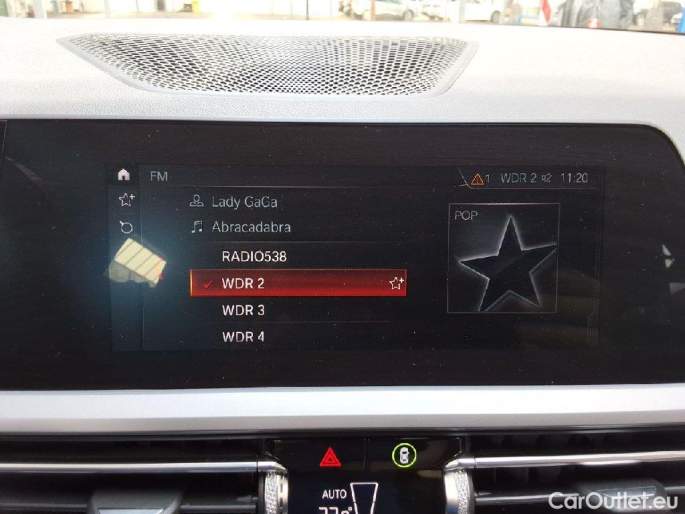 FM
1 WDR 2 11:20
Lady GaGa
Abracadabra
POP
RADIO538
WDR 2
WDR 3
WDR 4
AUTO
CarOutlet.eu